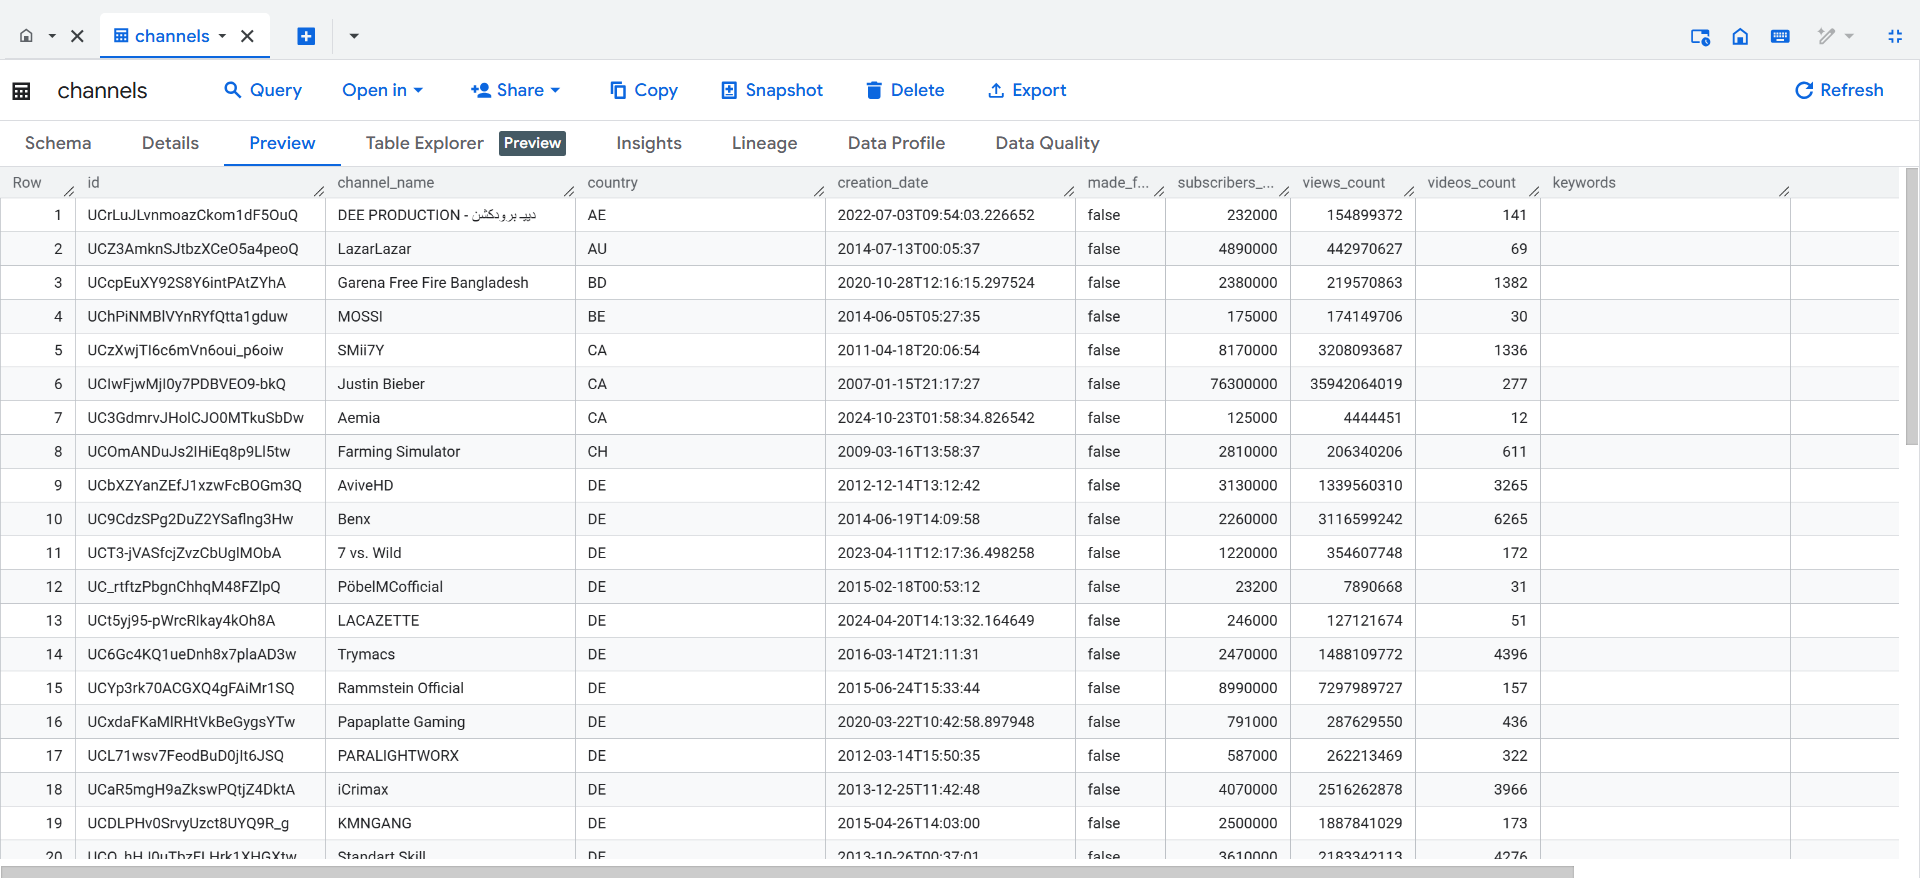 channels
channels Query Open in Share Copy Snapshot Delete Export Refresh
Schema Details Preview Table Explorer Preview Insights Lineage Data Profile Data Quality
Row id channel_name country creation_date made_f... subscribers_... views_count videos_count keywords
1 UCrLuJLvnmoazCkom1dF5OuQ DEE PRODUCTION - ديي برودكشن AE 2022-07-03T09:54:03.226652 false 232000 154899372 141
2 UCZ3AmknSJtbzXCeO5a4peoQ LazarLazar AU 2014-07-13T00:05:37 false 4890000 442970627 69
3 UCcpEuXY92S8Y6intPAtZYhA Garena Free Fire Bangladesh BD 2020-10-28T12:16:15.297524 false 2380000 219570863 1382
4 UChPiNMBlVYnRYfQtta1gduw MOSSI BE 2014-06-05T05:27:35 false 175000 174149706 30
5 UCzXwjTI6c6mVn6oui_p6oiw SMii7Y CA 2011-04-18T20:06:54 false 8170000 3208093687 1336
6 UCIwFjwMjI0y7PDBVEO9-bkQ Justin Bieber CA 2007-01-15T21:17:27 false 76300000 35942064019 277
7 UC3GdmrvJHolCJO0MTkuSbDw Aemia CA 2024-10-23T01:58:34.826542 false 125000 4444451 12
8 UCOmANDuJs2IHiEq8p9Ll5tw Farming Simulator CH 2009-03-16T13:58:37 false 2810000 206340206 611
9 UCbXZYanZEfJ1xzwFcBOGm3Q AviveHD DE 2012-12-14T13:12:42 false 3130000 1339560310 3265
10 UC9CdzSPg2DuZ2YSaflng3Hw Benx DE 2014-06-19T14:09:58 false 2260000 3116599242 6265
11 UCT3-jVASfcjZvzCbUglMObA 7 vs. Wild DE 2023-04-11T12:17:36.498258 false 1220000 354607748 172
12 UC_rtftzPbgnChhqM48FZlpQ PöbelMCofficial DE 2015-02-18T00:53:12 false 23200 7890668 31
13 UCt5yj95-pWrcRlkay4kOh8A LACAZETTE DE 2024-04-20T14:13:32.164649 false 246000 127121674 51
14 UC6Gc4KQ1ueDnh8x7plaAD3w Trymacs DE 2016-03-14T21:11:31 false 2470000 1488109772 4396
15 UCYp3rk70ACGXQ4gFAiMr1SQ Rammstein Official DE 2015-06-24T15:33:44 false 8990000 7297989727 157
16 UCxdaFKaMlRHtVkBeGygsYTw Papaplatte Gaming DE 2020-03-22T10:42:58.897948 false 791000 287629550 436
17 UCL71wsv7FeodBuD0jIt6JSQ PARALIGHTWORX DE 2012-03-14T15:50:35 false 587000 262213469 322
18 UCaR5mgH9aZkswPQtjZ4DktA iCrimax DE 2013-12-25T11:42:48 false 4070000 2516262878 3966
19 UCDLPHv0SrvyUzct8UYQ9R_g KMNGANG DE 2015-04-26T14:03:00 false 2500000 1887841029 173
20 Standart Skill DE 2013-10-26T00:37:01 false 3610000 2183342113 4276